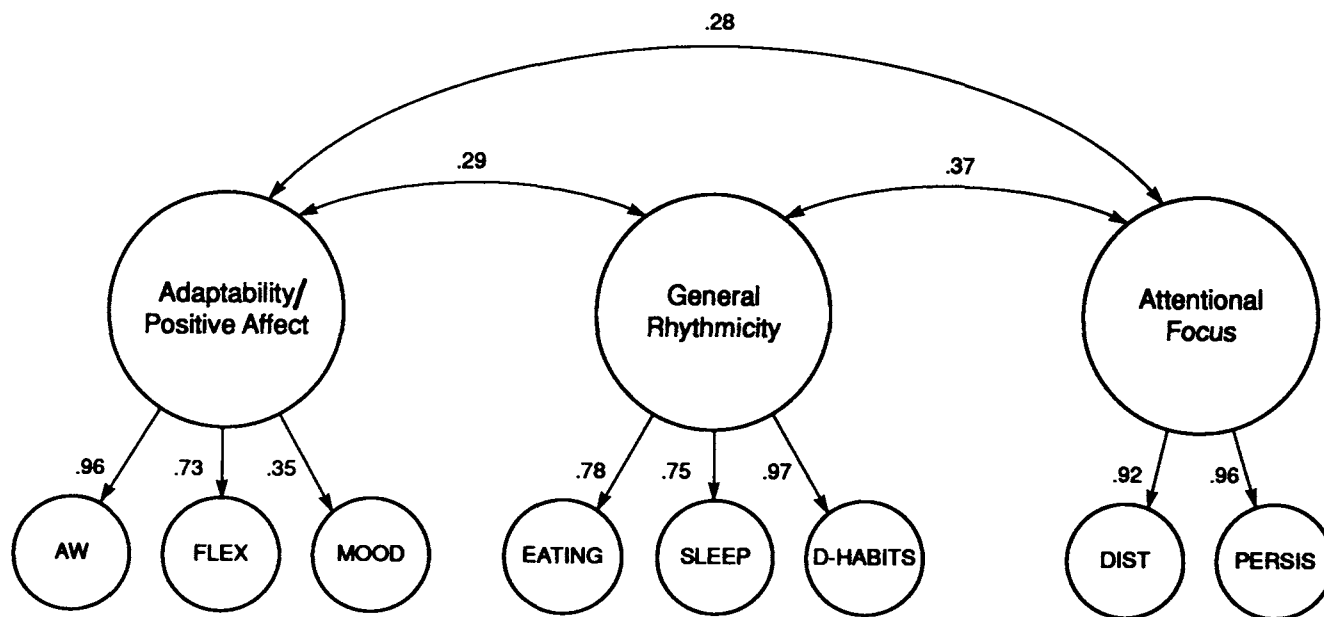 .28
.29
.37
Adaptability/
Positive Affect
General
Rhythmicity
Attentional
Focus
.96
.73
.35
.78
.75
.97
.92
.96
AW
FLEX
MOOD
EATING
SLEEP
D-HABITS
DIST
PERSIS